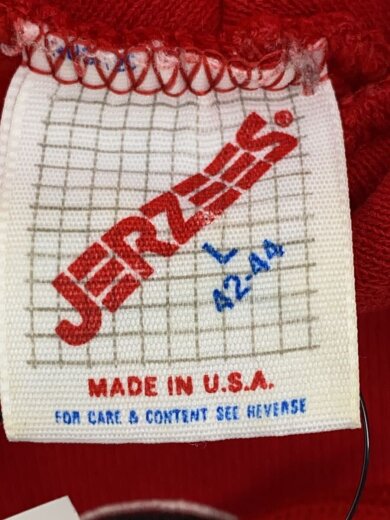 JERZEES®
L
42-44
MADE IN U.S.A.
FOR CARE & CONTENT SEE REVERSE